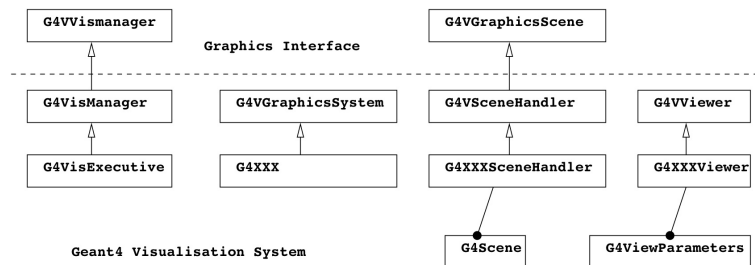 G4VVismanager
G4VGraphicsScene
Graphics Interface
G4VisManager
G4VGraphicsSystem
G4VSceneHandler
G4VViewer
G4VisExecutive
G4XXX
G4XXXSceneHandler
G4XXXViewer
Geant4 Visualisation System
G4Scene
G4ViewParameters